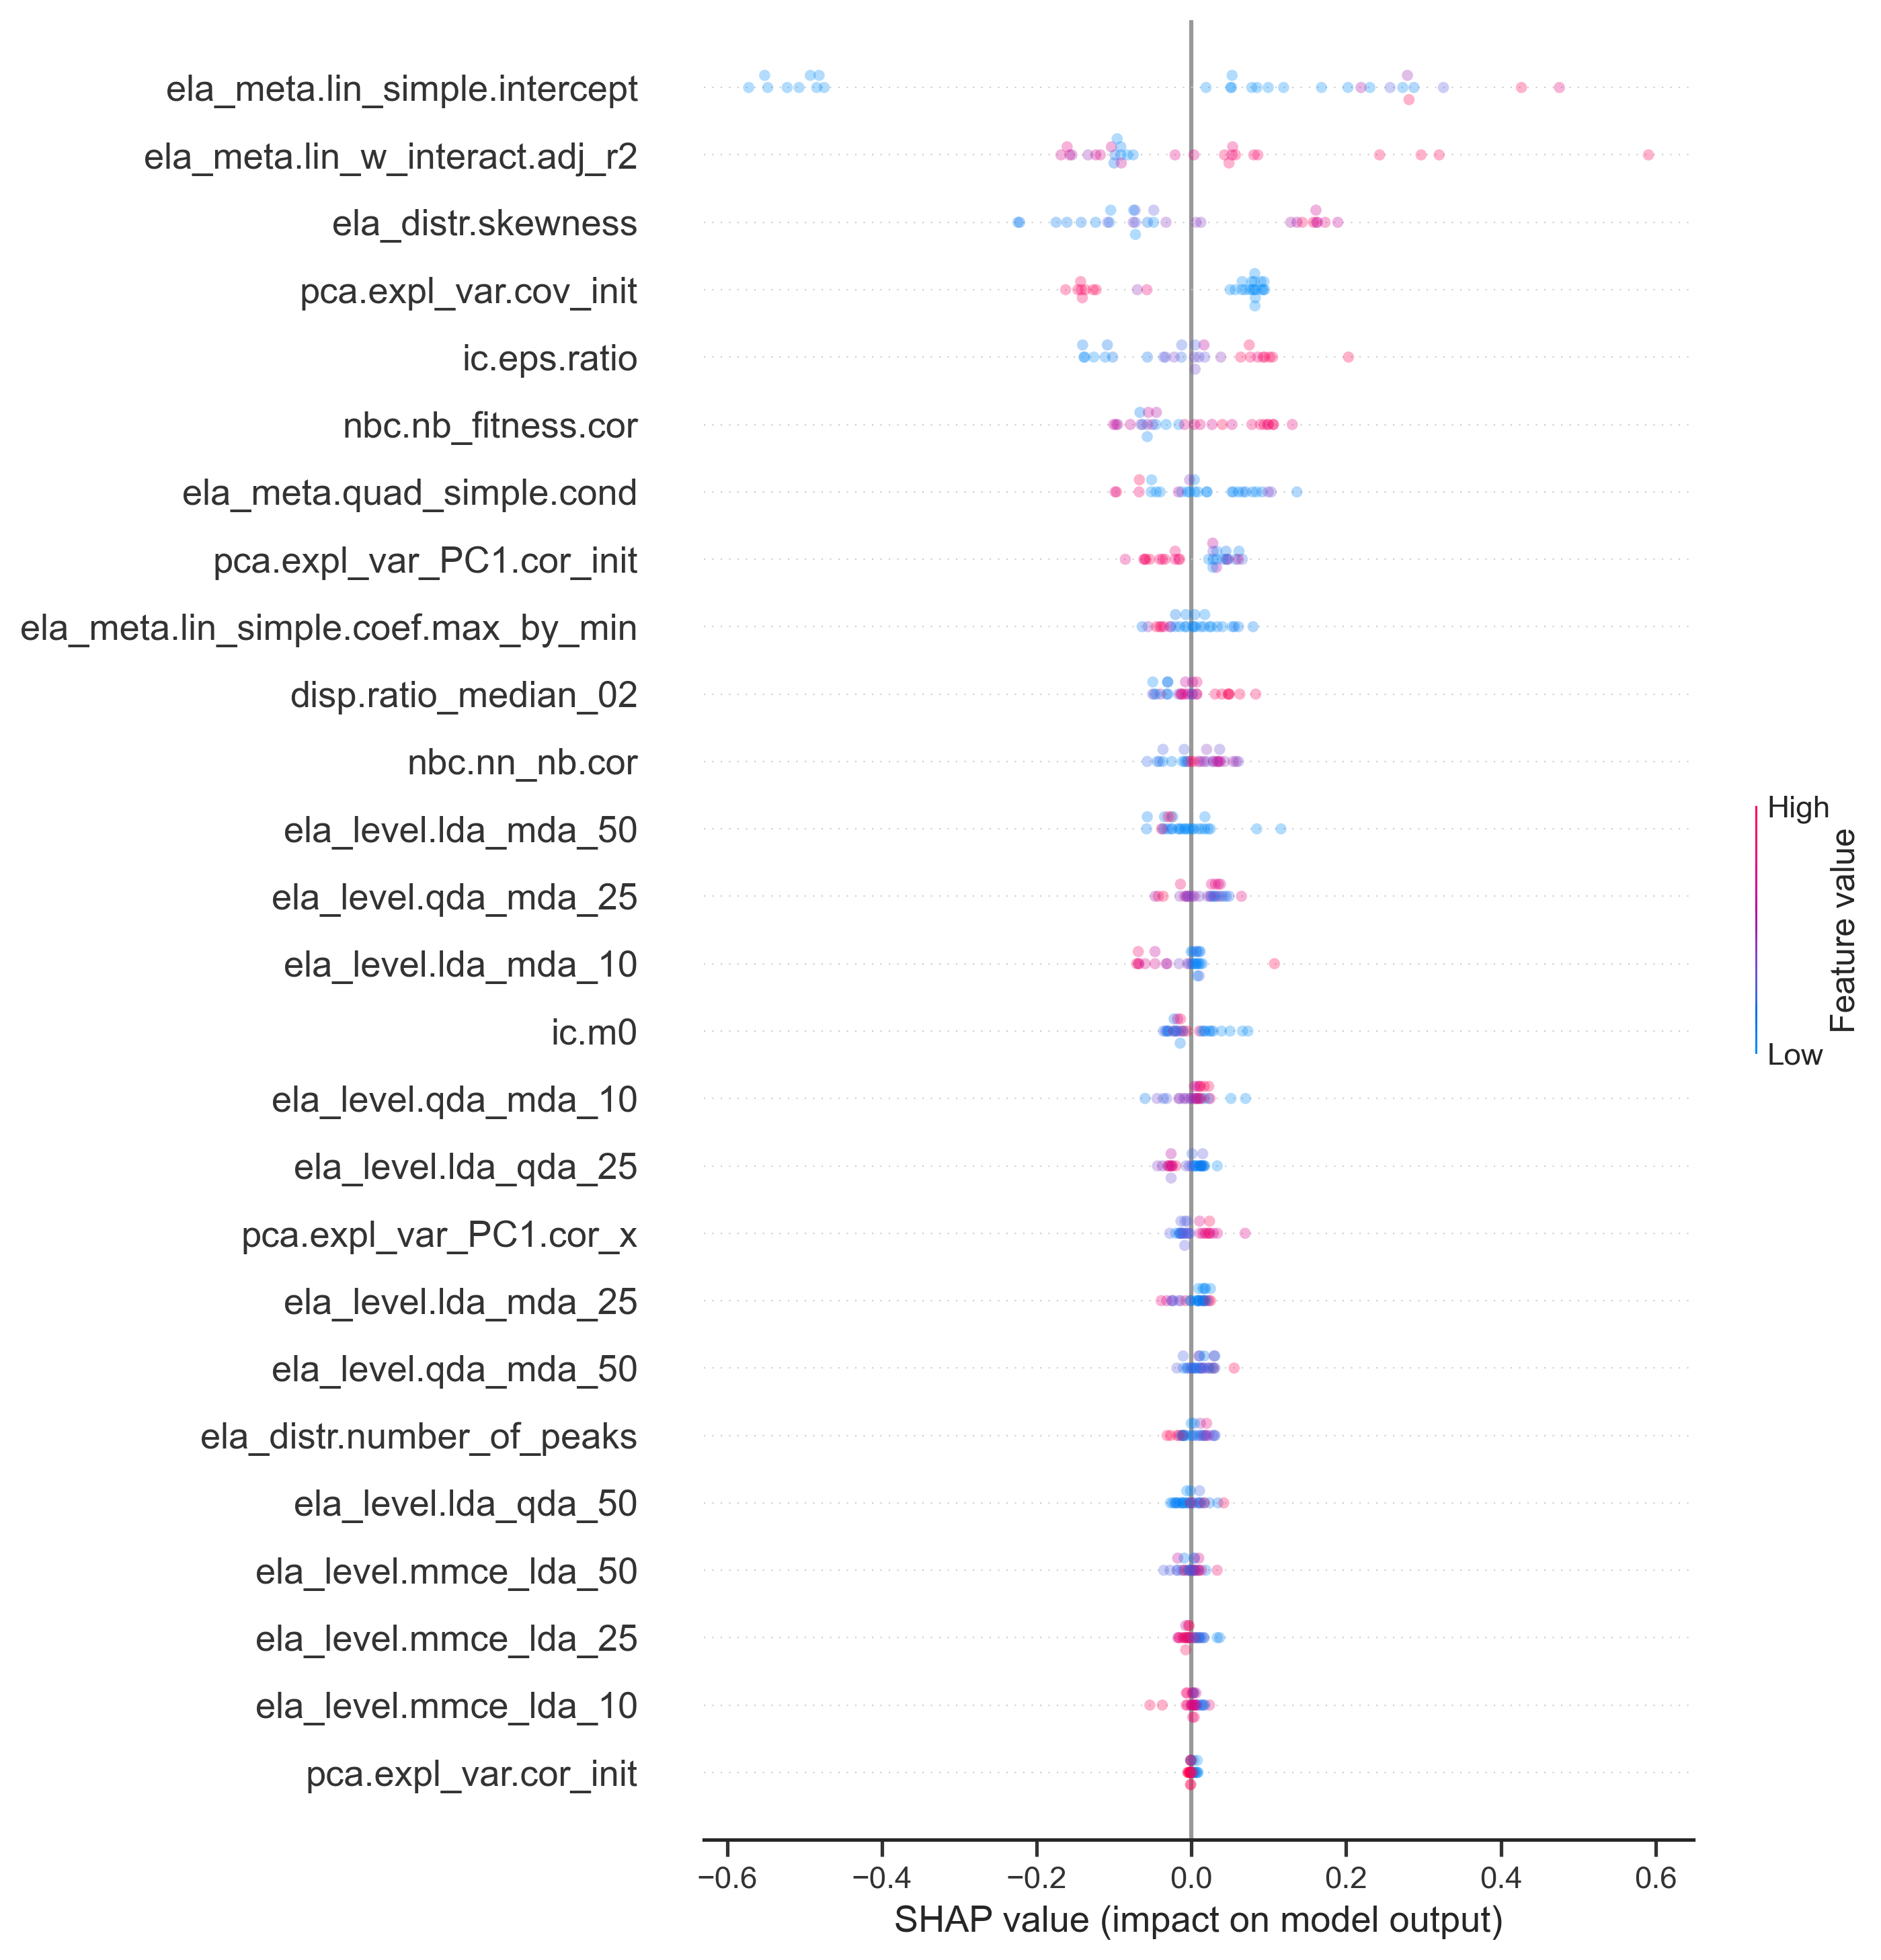 ela_meta.lin_simple.intercept
ela_meta.lin_w_interact.adj_r2
ela_distr.skewness
pca.expl_var.cov_init
ic.eps.ratio
nbc.nb_fitness.cor
ela_meta.quad_simple.cond
pca.expl_var_PC1.cor_init
ela_meta.lin_simple.coef.max_by_min
disp.ratio_median_02
nbc.nn_nb.cor
ela_level.lda_mda_50
ela_level.qda_mda_25
ela_level.lda_mda_10
ic.m0
ela_level.qda_mda_10
ela_level.lda_qda_25
pca.expl_var_PC1.cor_x
ela_level.lda_mda_25
ela_level.qda_mda_50
ela_distr.number_of_peaks
ela_level.lda_qda_50
ela_level.mmce_lda_50
ela_level.mmce_lda_25
ela_level.mmce_lda_10
pca.expl_var.cor_init
−0.6 −0.4 −0.2 0.0 0.2 0.4 0.6
SHAP value (impact on model output)
High
Feature value
Low